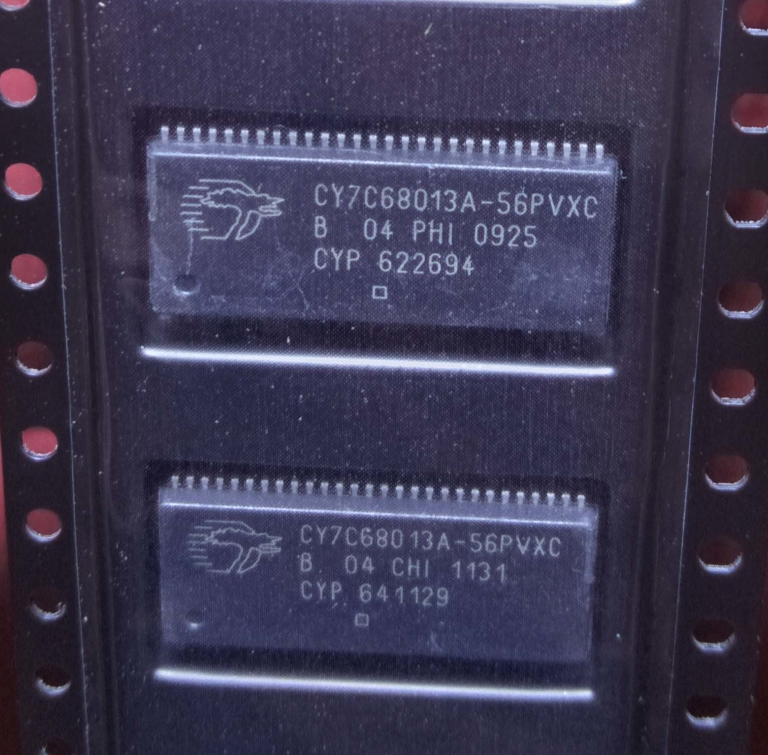 CY7C68013A-56PVXC
B 04 PHI 0925
CYP 622694
CY7C68013A-56PVXC
B 04 CHI 1131
CYP 641129